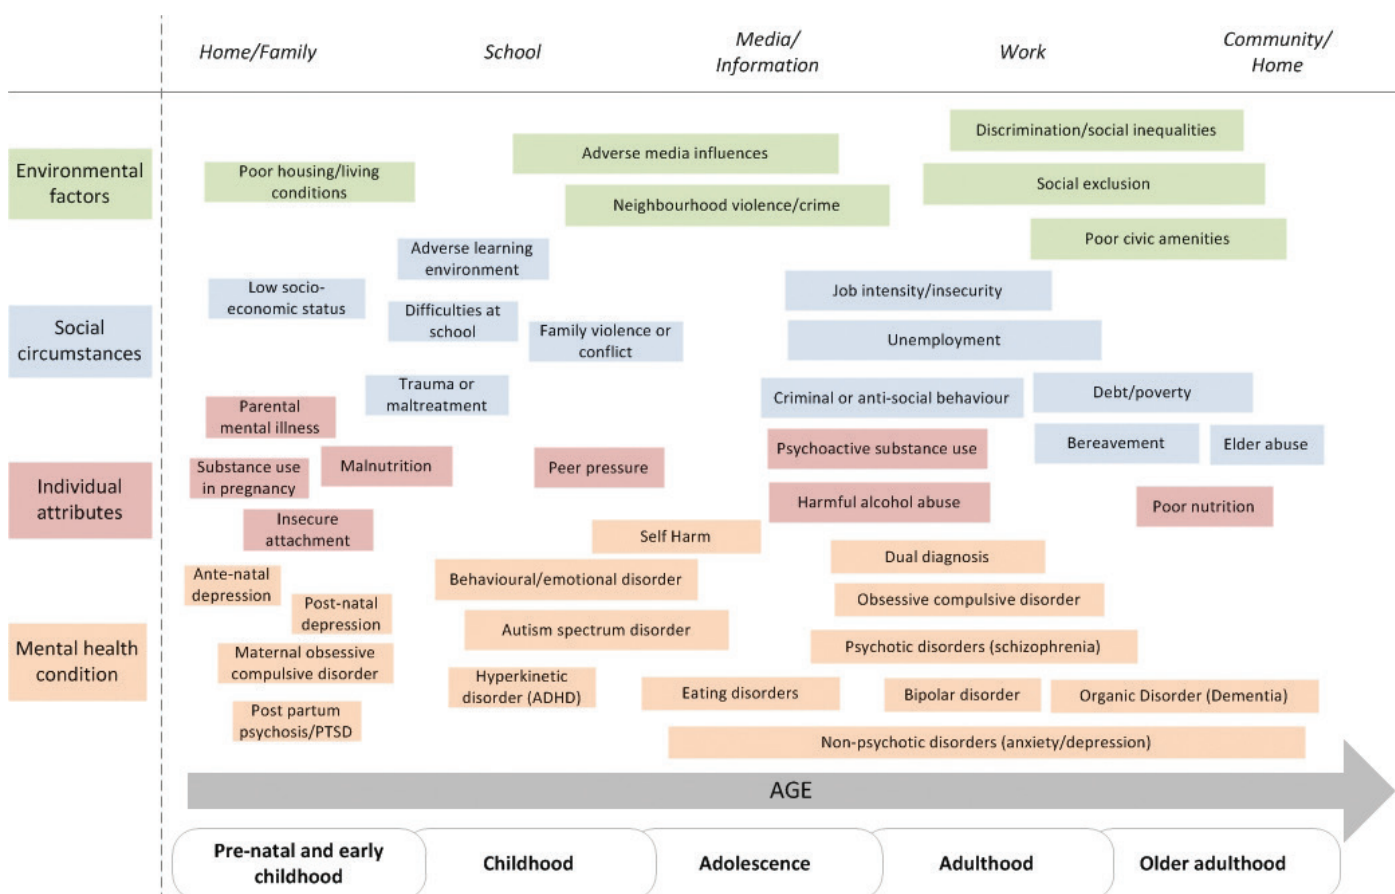 Home/Family
School
Media/
Information
Work
Community/
Home
Environmental
factors
Poor housing/living
conditions
Adverse media influences
Neighbourhood violence/crime
Discrimination/social inequalities
Social exclusion
Poor civic amenities
Social
circumstances
Low socio-
economic status
Adverse learning
environment
Difficulties at
school
Family violence or
conflict
Trauma or
maltreatment
Job intensity/insecurity
Unemployment
Criminal or anti-social behaviour
Debt/poverty
Bereavement
Elder abuse
Individual
attributes
Parental
mental illness
Substance use
in pregnancy
Malnutrition
Insecure
attachment
Peer pressure
Psychoactive substance use
Harmful alcohol abuse
Poor nutrition
Mental health
condition
Ante-natal
depression
Post-natal
depression
Maternal obsessive
compulsive disorder
Post partum
psychosis/PTSD
Self Harm
Behavioural/emotional disorder
Autism spectrum disorder
Hyperkinetic
disorder (ADHD)
Eating disorders
Dual diagnosis
Obsessive compulsive disorder
Psychotic disorders (schizophrenia)
Bipolar disorder
Organic Disorder (Dementia)
Non-psychotic disorders (anxiety/depression)
AGE
Pre-natal and early
childhood
Childhood
Adolescence
Adulthood
Older adulthood